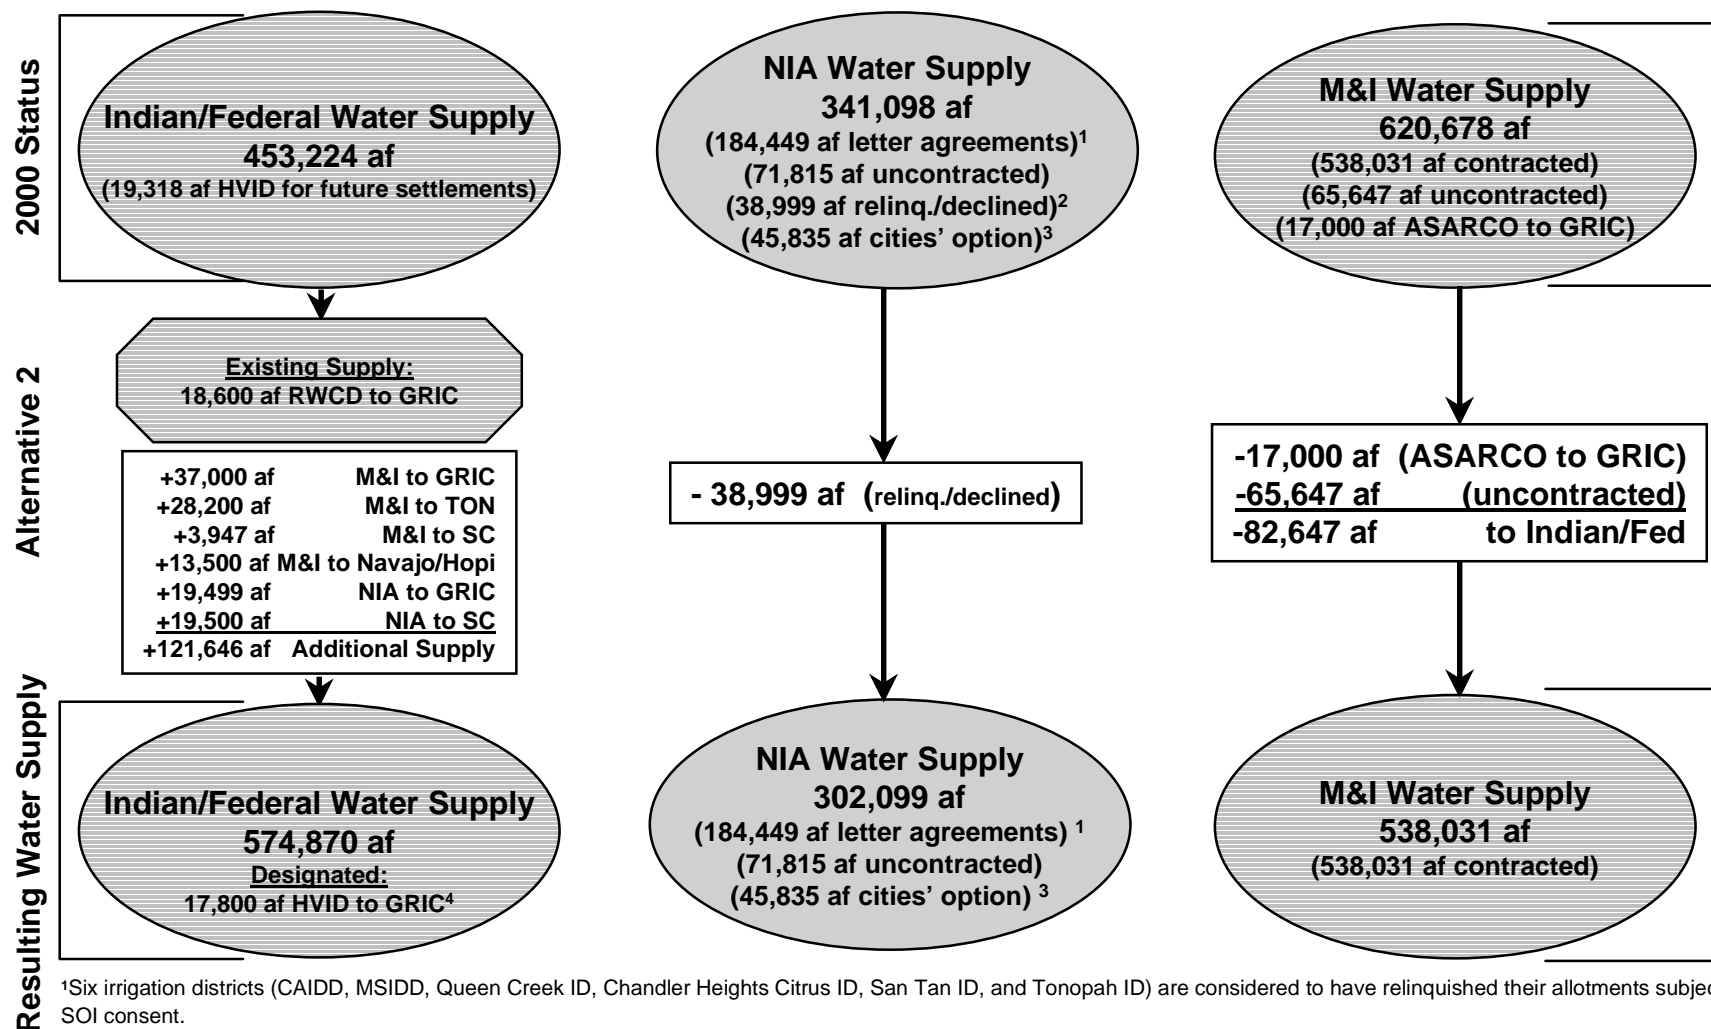 2000 Status
Indian/Federal Water Supply
453,224 af
(19,318 af HVID for future settlements)
NIA Water Supply
341,098 af
(184,449 af letter agreements)¹
(71,815 af uncontracted)
(38,999 af relinq./declined)²
(45,835 af cities’ option)³
M&I Water Supply
620,678 af
(538,031 af contracted)
(65,647 af uncontracted)
(17,000 af ASARCO to GRIC)
Alternative 2
Existing Supply:
18,600 af RWCD to GRIC
+37,000 af M&I to GRIC
+28,200 af M&I to TON
+3,947 af M&I to SC
+13,500 af M&I to Navajo/Hopi
+19,499 af NIA to GRIC
+19,500 af NIA to SC
+121,646 af Additional Supply
- 38,999 af (relinq./declined)
-17,000 af (ASARCO to GRIC)
-65,647 af (uncontracted)
-82,647 af to Indian/Fed
Resulting Water Supply
Indian/Federal Water Supply
574,870 af
Designated:
17,800 af HVID to GRIC⁴
NIA Water Supply
302,099 af
(184,449 af letter agreements) ¹
(71,815 af uncontracted)
(45,835 af cities’ option) ³
M&I Water Supply
538,031 af
(538,031 af contracted)
¹Six irrigation districts (CAIDD, MSIDD, Queen Creek ID, Chandler Heights Citrus ID, San Tan ID, and Tonopah ID) are considered to have relinquished their allotments subjec
SOI consent.